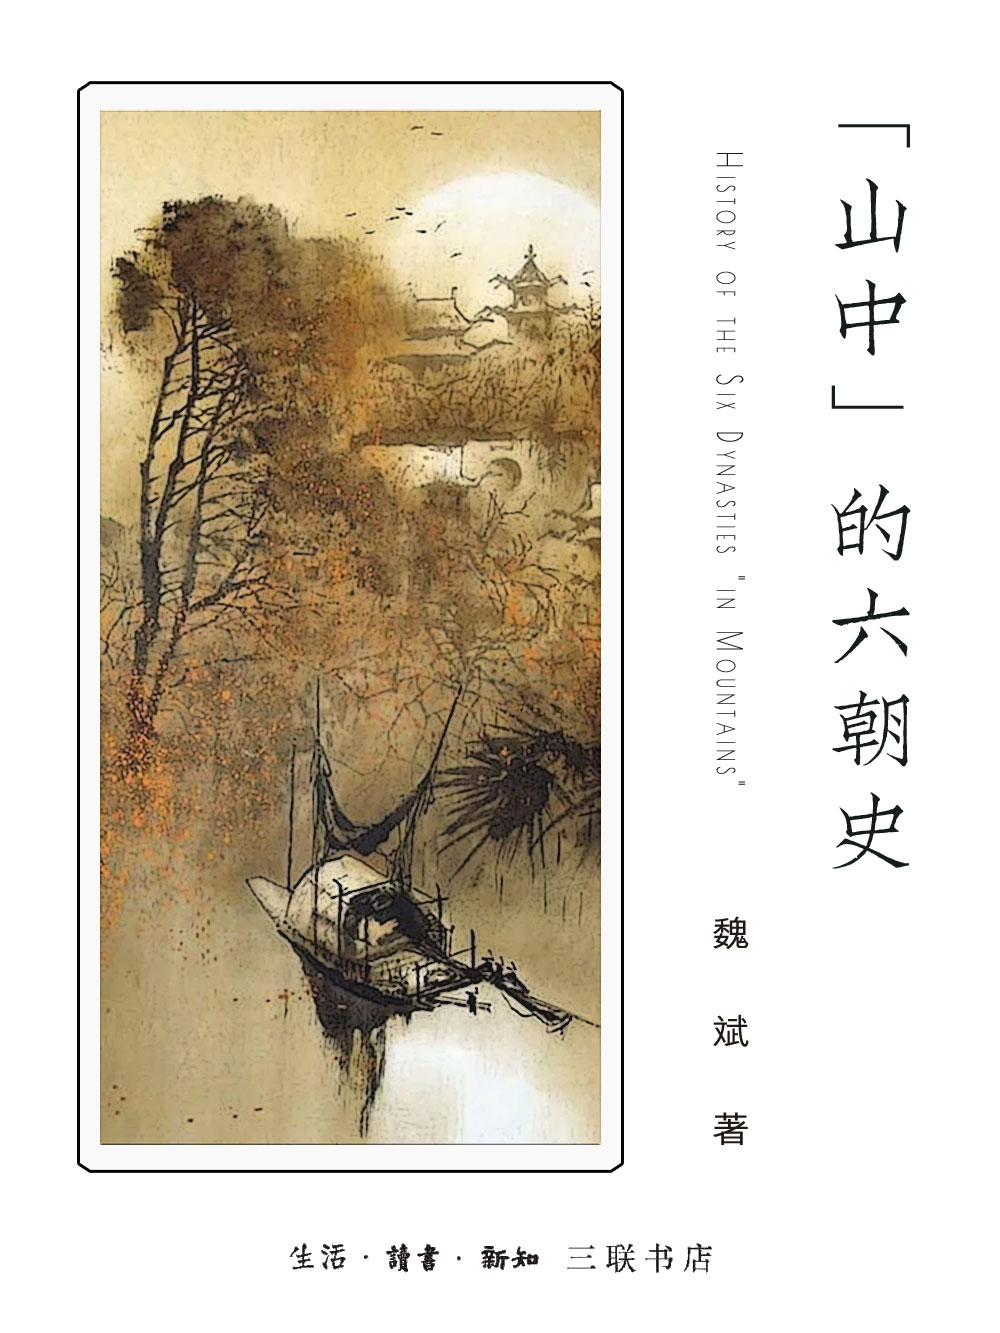 「山中」的六朝史
HISTORY OF THE SIX DYNASTIES "IN MOUNTAINS"
魏斌著
生活·讀書·新知 三联书店